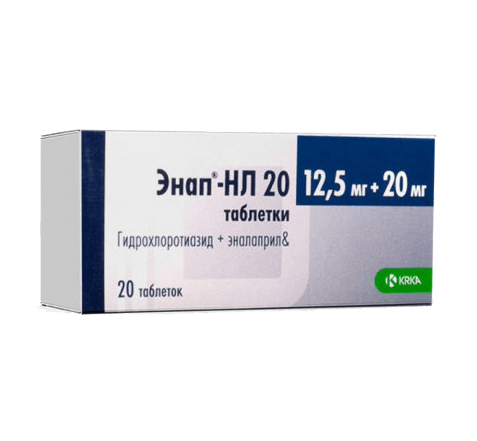 Энап®-НЛ 20
таблетки
12,5 мг + 20 мг
Гидрохлоротиазид + эналаприл&
20 таблеток
KRKA